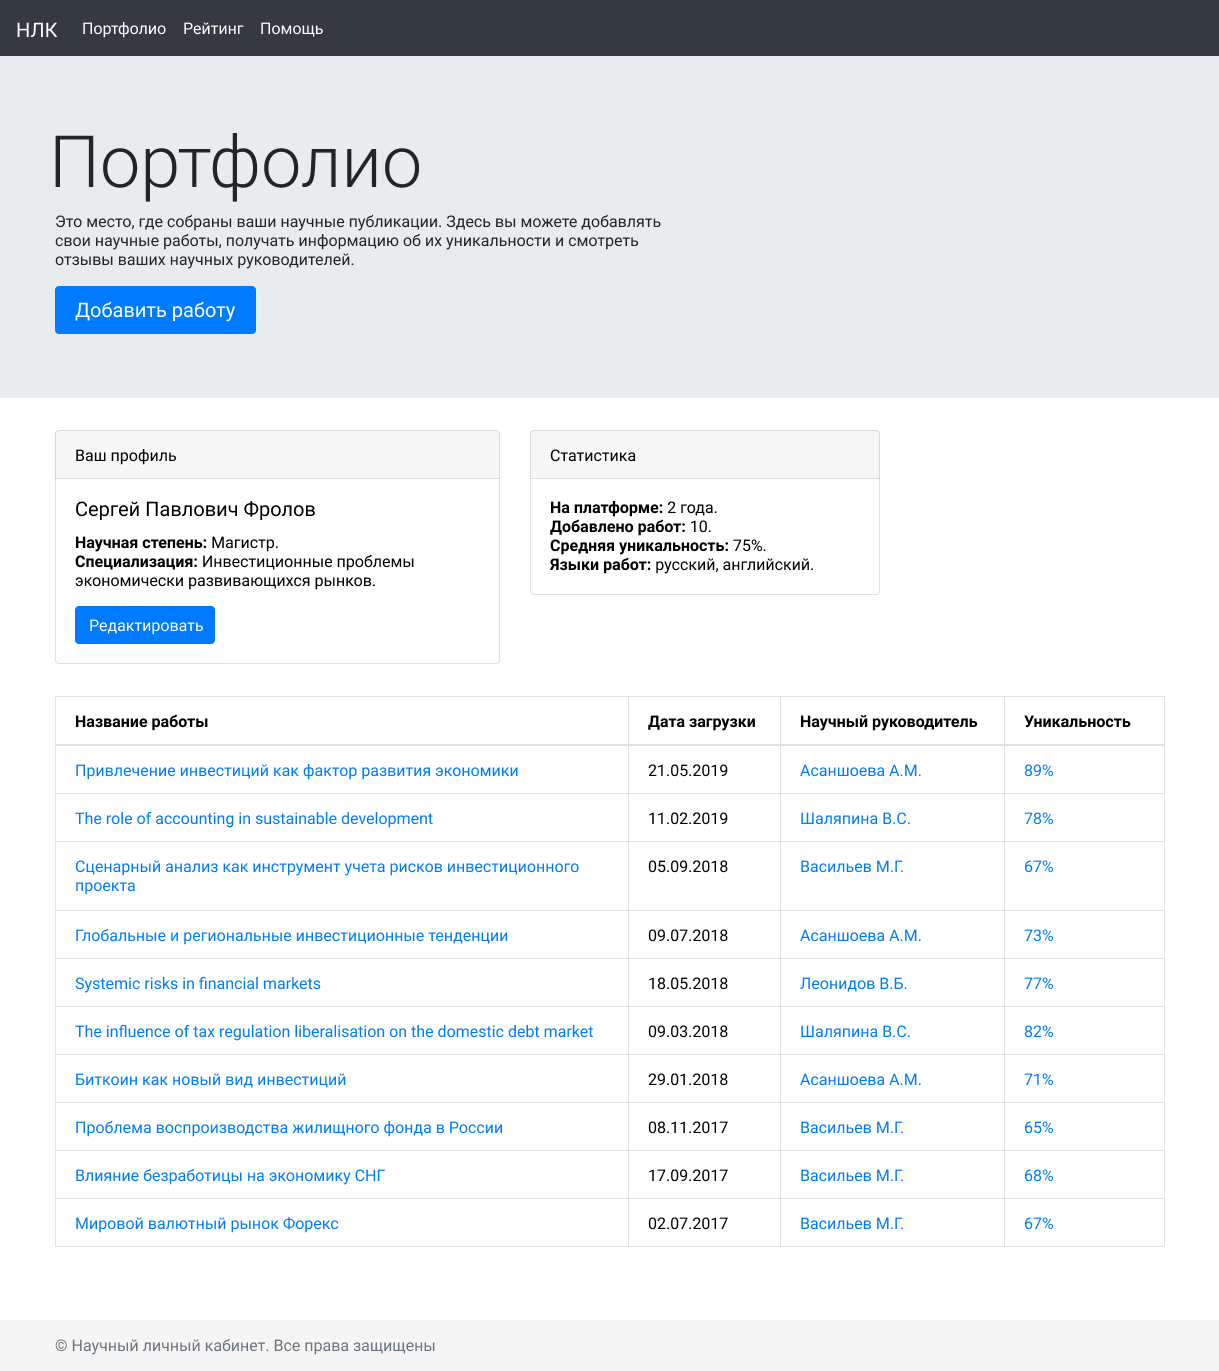 НЛК Портфолио Рейтинг Помощь
Портфолио
Это место, где собраны ваши научные публикации. Здесь вы можете добавлять
свои научные работы, получать информацию об их уникальности и смотреть
отзывы ваших научных руководителей.
Добавить работу
Ваш профиль
Сергей Павлович Фролов
Научная степень: Магистр.
Специализация: Инвестиционные проблемы
экономически развивающихся рынков.
Редактировать
Статистика
На платформе: 2 года.
Добавлено работ: 10.
Средняя уникальность: 75%.
Языки работ: русский, английский.
Название работы Дата загрузки Научный руководитель Уникальность
Привлечение инвестиций как фактор развития экономики 21.05.2019 Асаншоева А.М. 89%
The role of accounting in sustainable development 11.02.2019 Шаляпина В.С. 78%
Сценарный анализ как инструмент учета рисков инвестиционного 05.09.2018 Васильев М.Г. 67%
проекта
Глобальные и региональные инвестиционные тенденции 09.07.2018 Асаншоева А.М. 73%
Systemic risks in financial markets 18.05.2018 Леонидов В.Б. 77%
The influence of tax regulation liberalisation on the domestic debt market 09.03.2018 Шаляпина В.С. 82%
Биткоин как новый вид инвестиций 29.01.2018 Асаншоева А.М. 71%
Проблема воспроизводства жилищного фонда в России 08.11.2017 Васильев М.Г. 65%
Влияние безработицы на экономику СНГ 17.09.2017 Васильев М.Г. 68%
Мировой валютный рынок Форекс 02.07.2017 Васильев М.Г. 67%
© Научный личный кабинет. Все права защищены